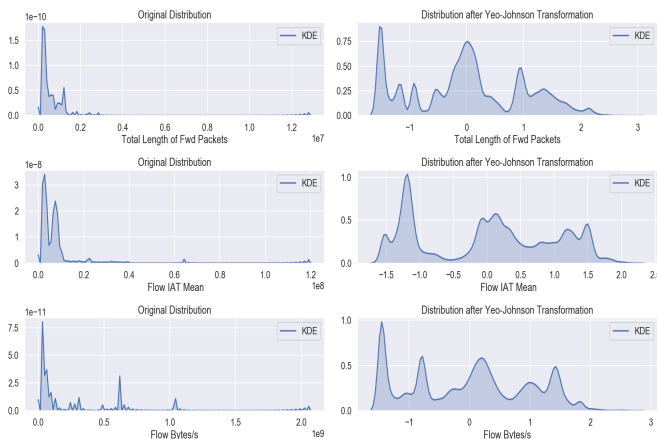 Original Distribution
Distribution after Yeo-Johnson Transformation
1e−10
KDE
KDE
1.5
1.0
0.5
0.0
0.75
0.50
0.25
0.00
0.0 0.2 0.4 0.6 0.8 1.0 1.2
−1 0 1 2 3
Total Length of Fwd Packets
1e7
Total Length of Fwd Packets
Original Distribution
Distribution after Yeo-Johnson Transformation
1e−8
KDE
KDE
3
2
1
0
1.0
0.5
0.0
0.0 0.2 0.4 0.6 0.8 1.0 1.2
−1.5 −1.0 −0.5 0.0 0.5 1.0 1.5 2.0
Flow IAT Mean
1e8
Flow IAT Mean
Original Distribution
Distribution after Yeo-Johnson Transformation
1e−11
KDE
KDE
7.5
5.0
2.5
0.0
1.0
0.5
0.0
0.0 0.5 1.0 1.5 2.0
−1 0 1 2 3
Flow Bytes/s
1e9
Flow Bytes/s